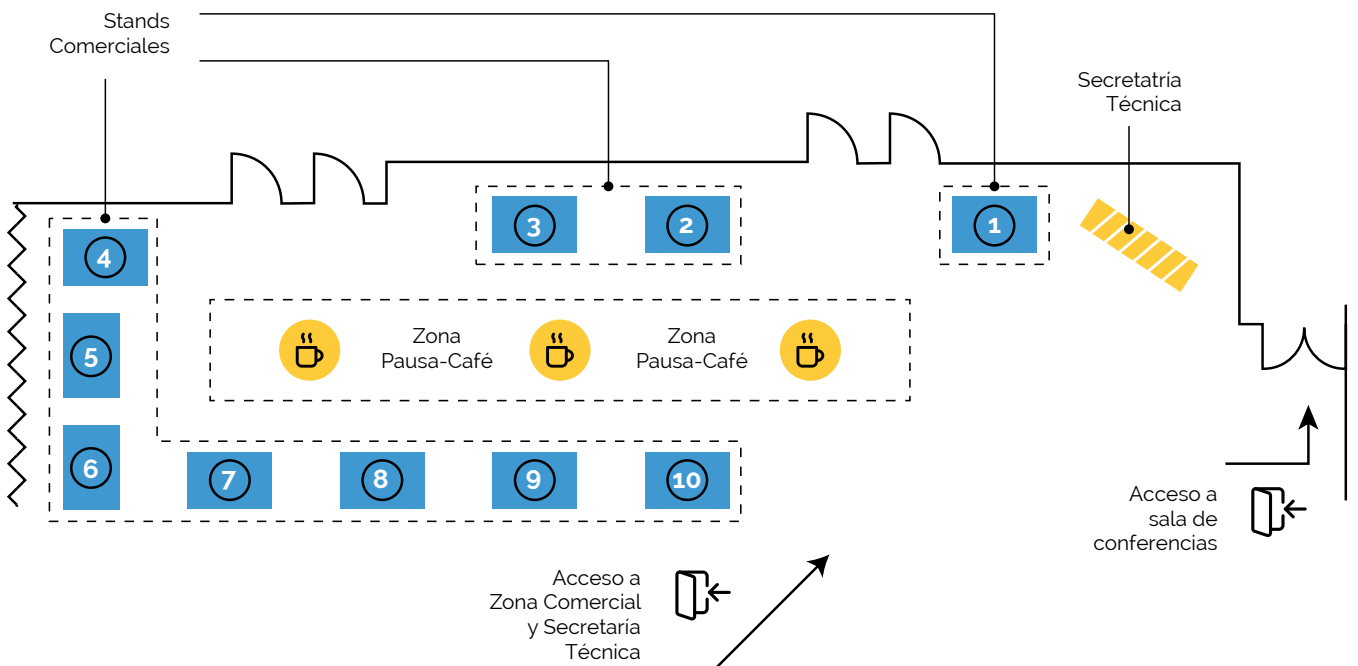 Stands
Comerciales
Secretatría
Técnica
3
2
1
4
Zona
Pausa-Café
Zona
Pausa-Café
5
6
7
8
9
10
Acceso a
sala de
conferencias
Acceso a
Zona Comercial
y Secretaría
Técnica